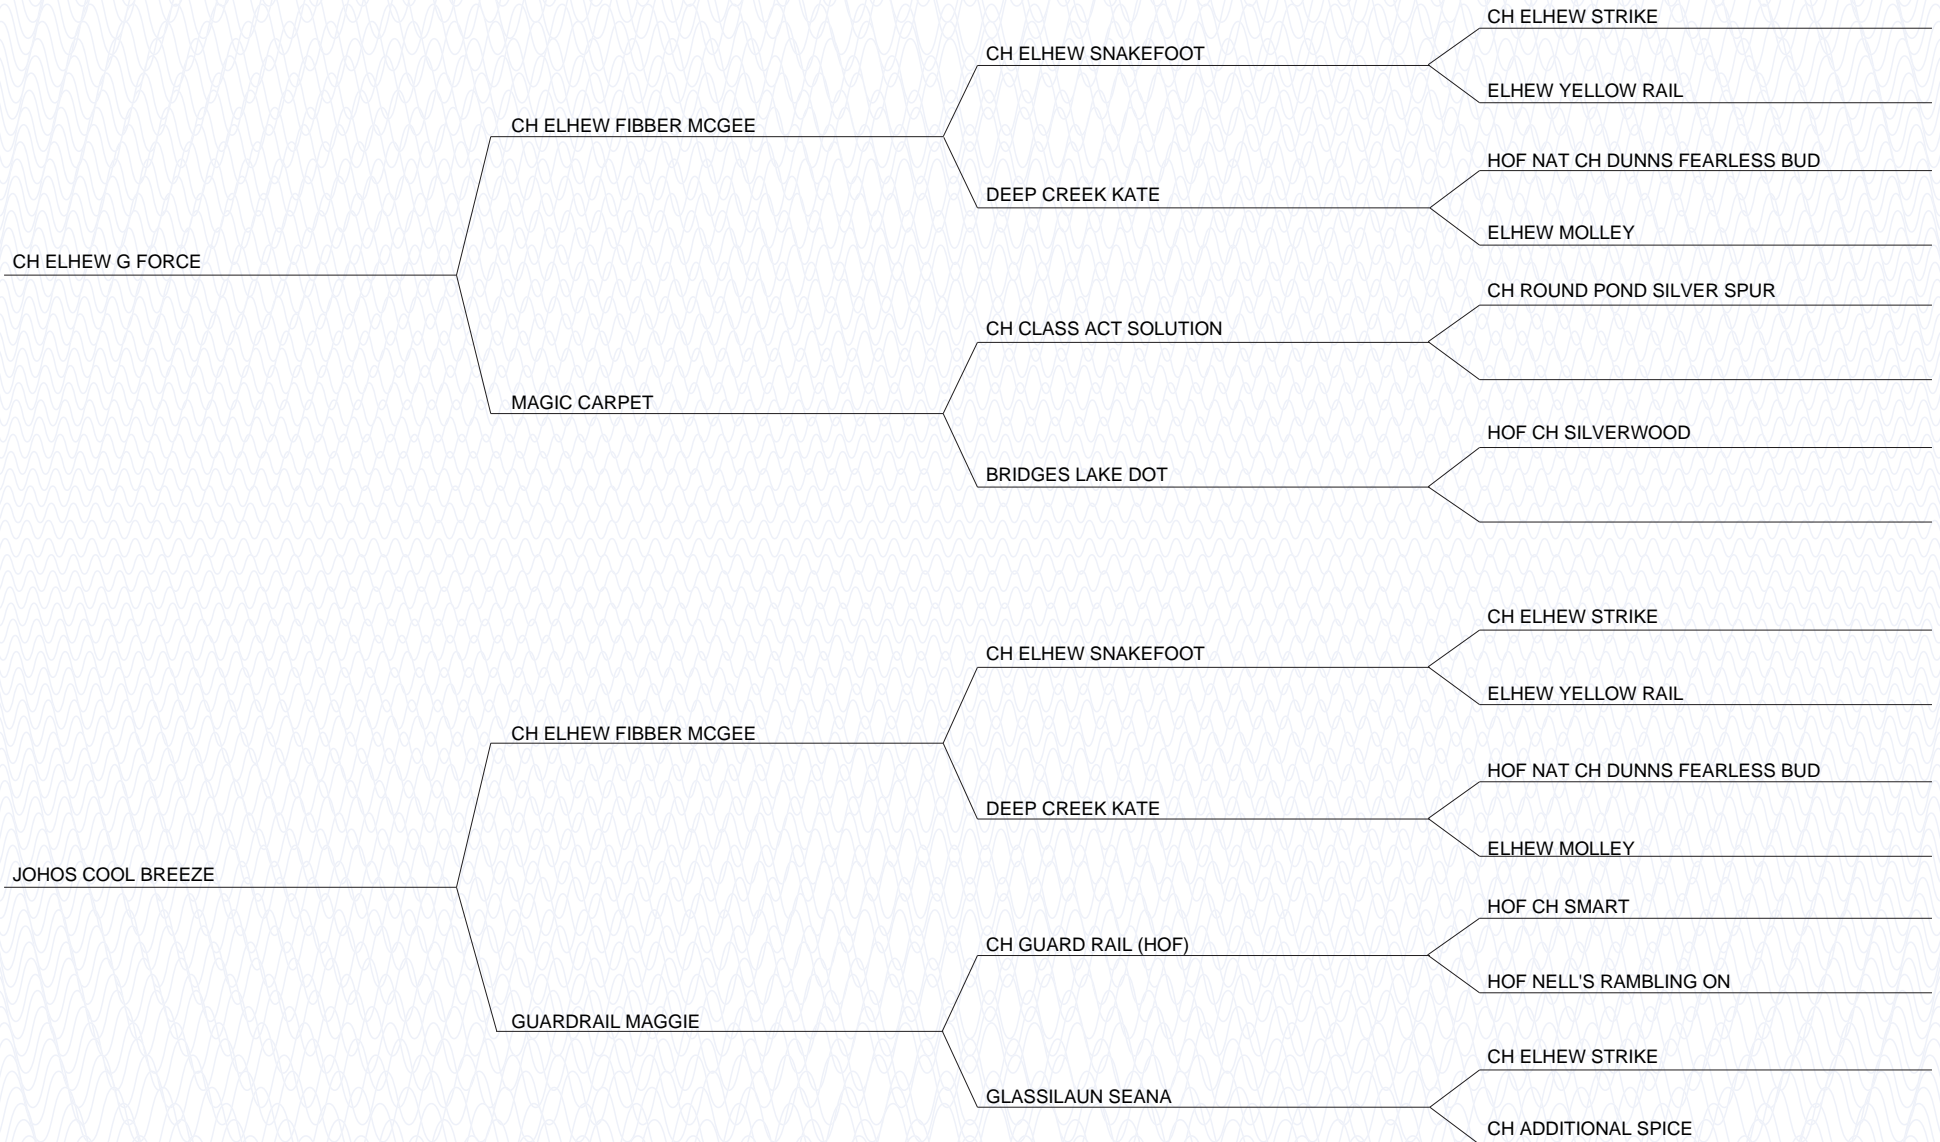 CH ELHEW STRIKE
CH ELHEW SNAKEFOOT
ELHEW YELLOW RAIL
CH ELHEW FIBBER MCGEE
HOF NAT CH DUNNS FEARLESS BUD
DEEP CREEK KATE
ELHEW MOLLEY
CH ELHEW G FORCE
CH ROUND POND SILVER SPUR
CH CLASS ACT SOLUTION
MAGIC CARPET
HOF CH SILVERWOOD
BRIDGES LAKE DOT
CH ELHEW STRIKE
CH ELHEW SNAKEFOOT
ELHEW YELLOW RAIL
CH ELHEW FIBBER MCGEE
HOF NAT CH DUNNS FEARLESS BUD
DEEP CREEK KATE
ELHEW MOLLEY
JOHOS COOL BREEZE
HOF CH SMART
CH GUARD RAIL (HOF)
HOF NELL'S RAMBLING ON
GUARDRAIL MAGGIE
CH ELHEW STRIKE
GLASSILAUN SEANA
CH ADDITIONAL SPICE